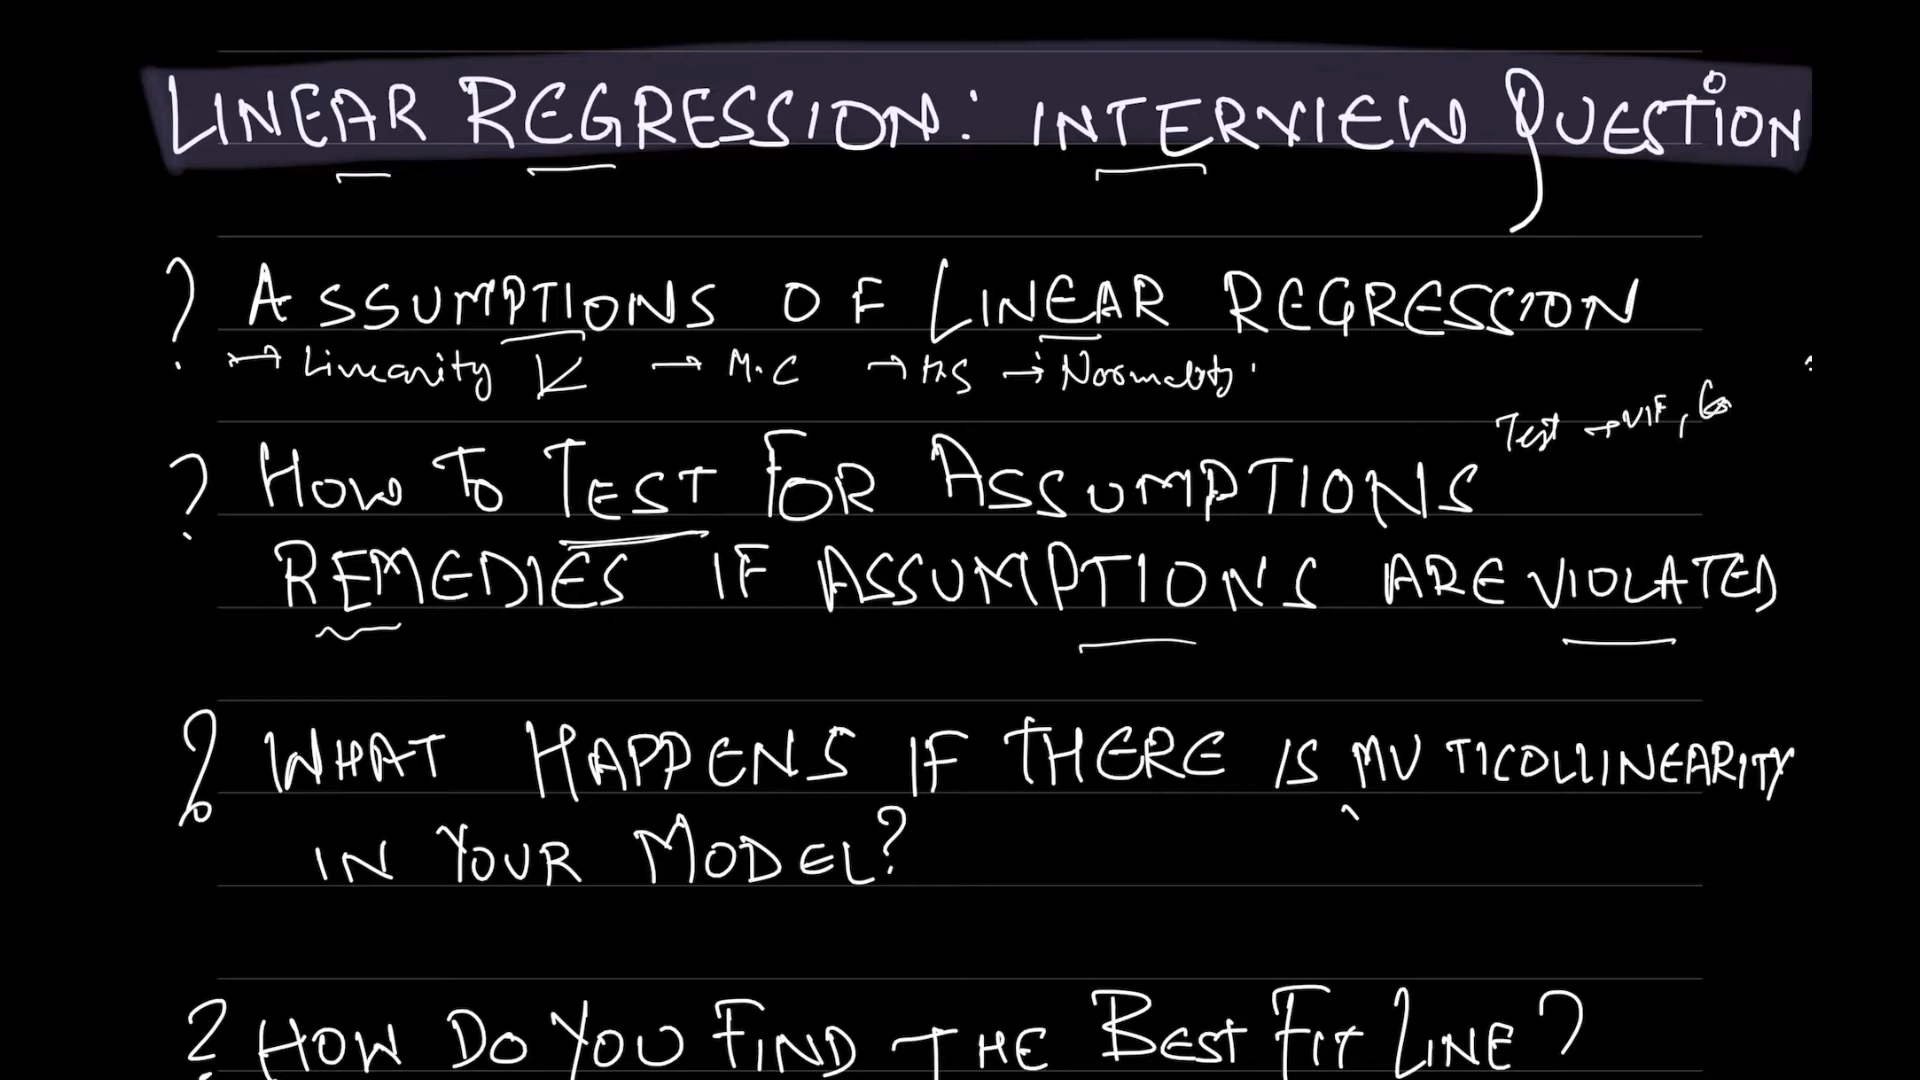 LINEAR REGRESSION: INTERVIEW QUESTION
? ASSUMPTIONS OF LINEAR REGRESSION
→ Linearity → M.C → H.S → Normality
Test → VIF,
? HOW TO TEST FOR ASSUMPTIONS
REMEDIES IF ASSUMPTIONS ARE VIOLATED
? WHAT HAPPENS IF THERE IS MU TICOLLINEARITY
IN YOUR MODEL?
? HOW DO YOU FIND THE BEST FIT LINE?